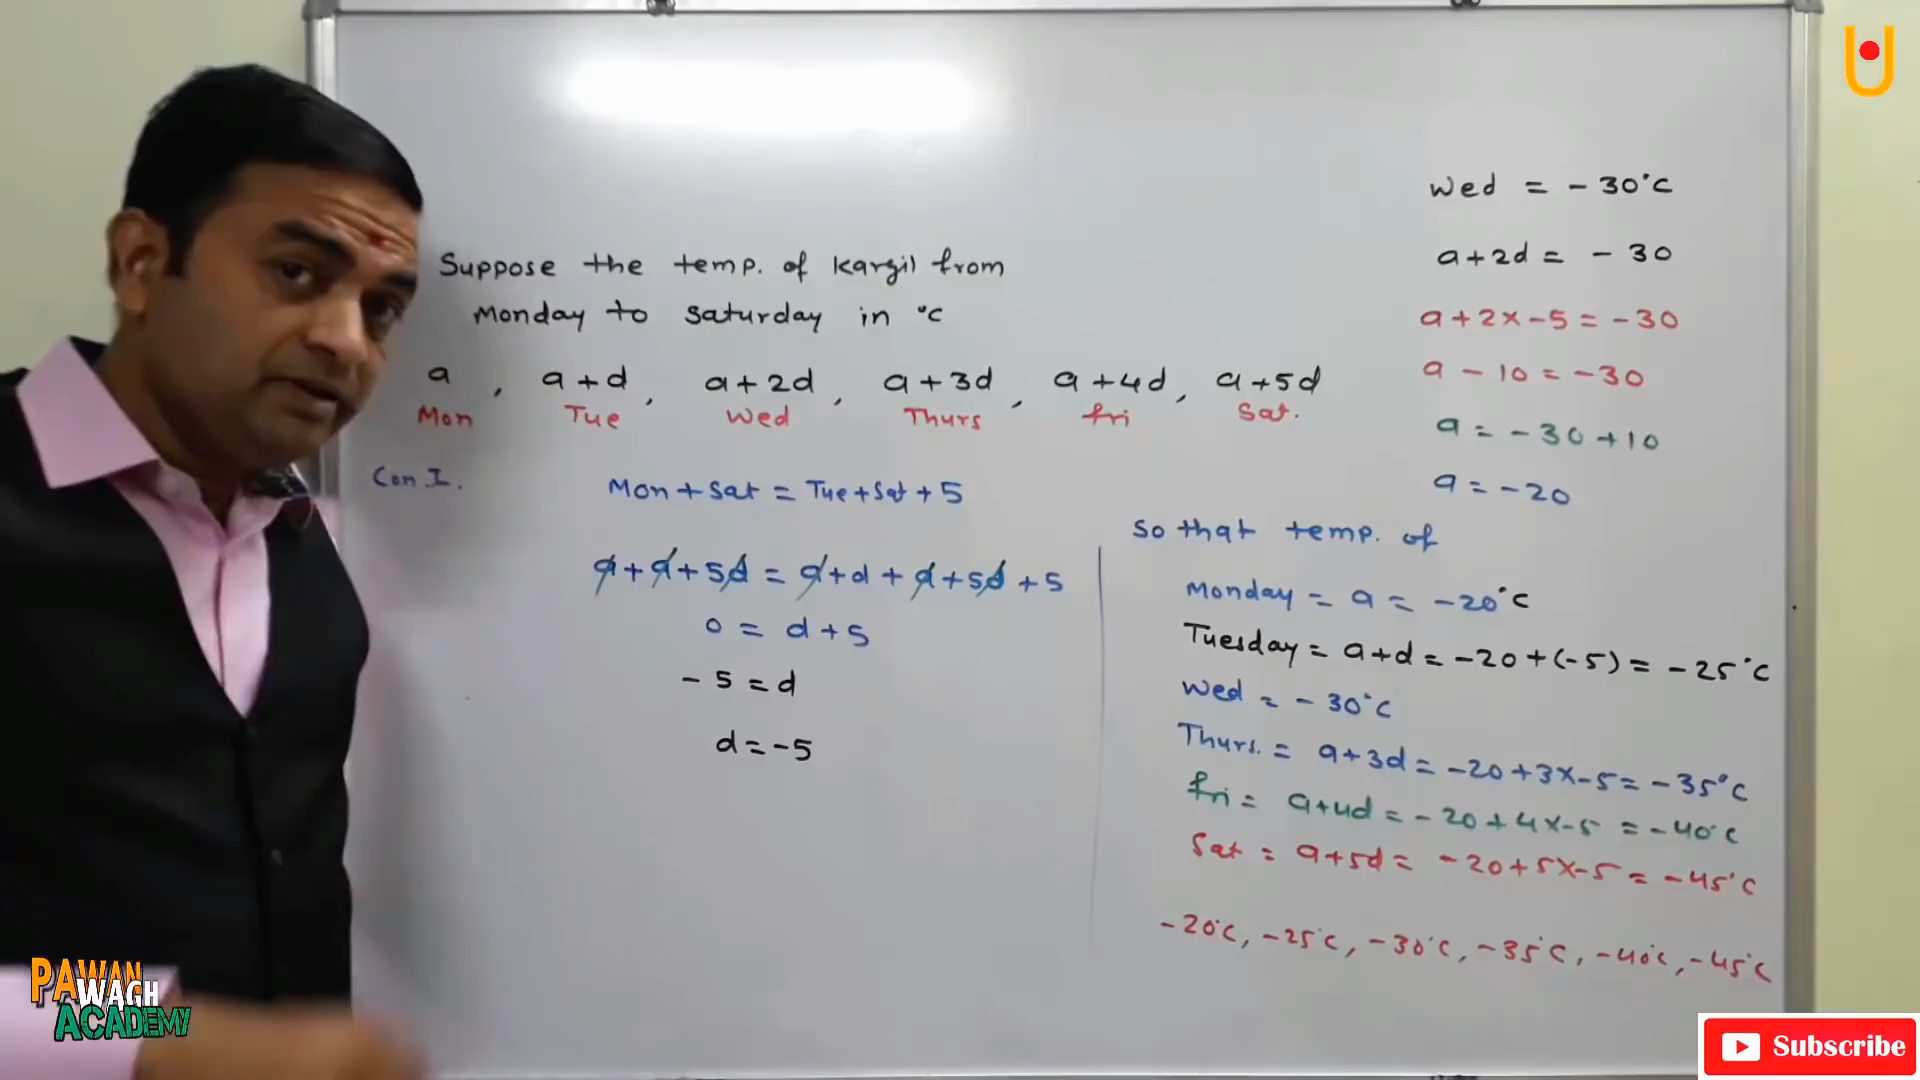 Suppose the temp. of Kargil from
Monday to Saturday in °C
a , a+d , a+2d , a+3d , a+4d , a+5d
Mon Tue Wed Thurs fri Sat.
Con I. Mon + Sat = Tue + Sat + 5
a + a + 5d = a + d + a + 5d + 5
0 = d + 5
- 5 = d
d = -5
Wed = - 30°C
a + 2d = - 30
a + 2 x -5 = -30
a - 10 = -30
a = - 30 + 10
a = - 20
So that temp. of
Monday = a = -20°C
Tuesday = a+d = -20+(-5) = -25°C
Wed = - 30°C
Thurs. = a+3d = -20+3x-5 = -35°C
fri = a+4d = -20+4x-5 = -40°C
Sat = a+5d = -20+5x-5 = -45°C
-20°C, -25°C, -30°C, -35°C, -40°C, -45°C
PAWAN
WAGH
ACADEMY
Subscribe